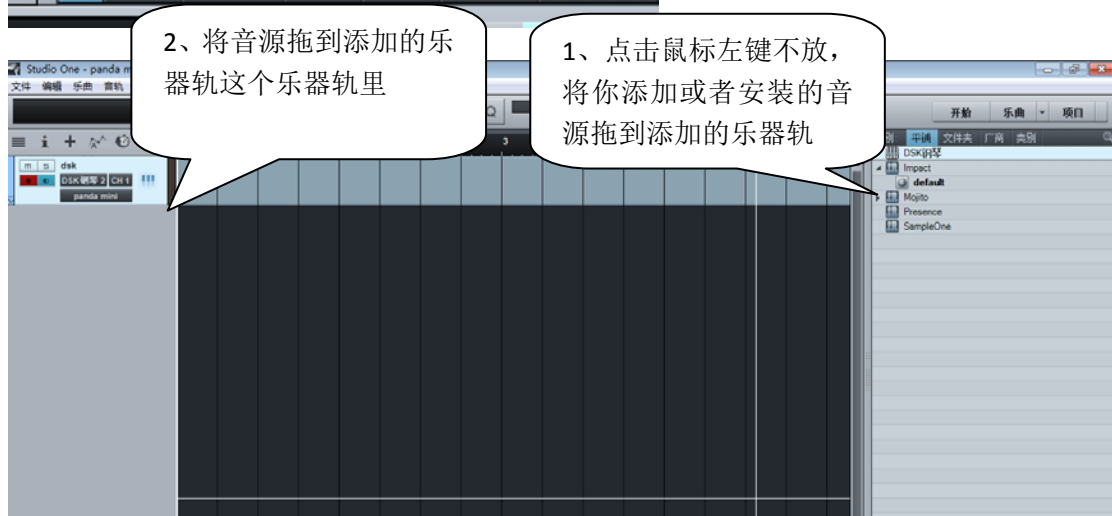 2、将音源拖到添加的乐
器轨这个乐器轨里
1、点击鼠标左键不放，
将你添加或者安装的音
源拖到添加的乐器轨
Studio One - panda m
文件 编辑 乐曲 音轨
开始 乐曲 项目
3
别 平铺 文件夹 厂商 类别
m s dsk
DSK钢琴 2 CH 1
panda mini
DSK钢琴
Impact
default
Mojito
Presence
SampleOne